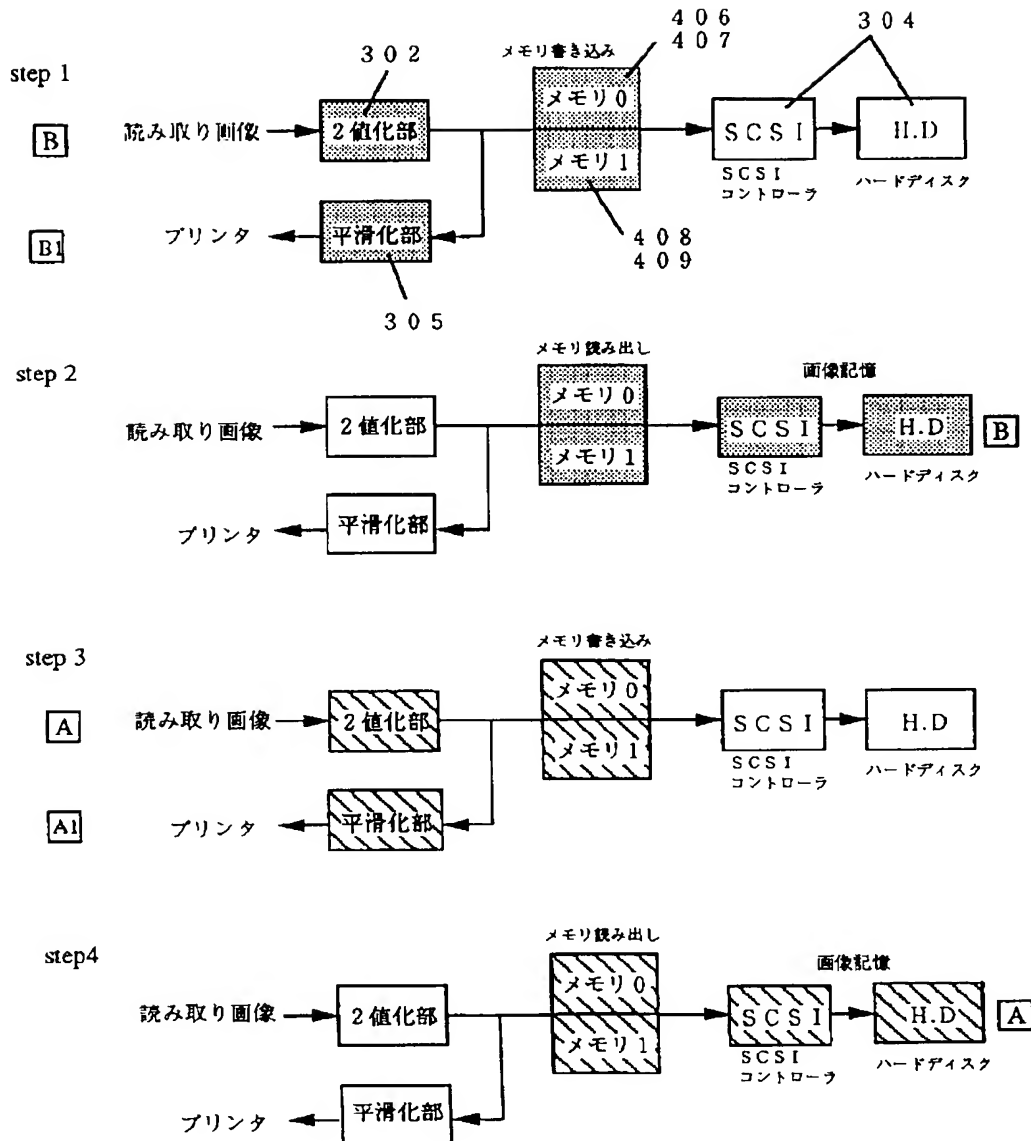 406
407
304
302
メモリ書き込み
step 1
メモリ0
B
読み取り画像
2値化部
SCSI
H.D
メモリ1
SCSI
コントローラ
ハードディスク
B1
プリンタ
平滑化部
408
409
305
step 2
メモリ読み出し
画像記憶
メモリ0
読み取り画像
2値化部
SCSI
H.D
B
メモリ1
SCSI
コントローラ
ハードディスク
プリンタ
平滑化部
step 3
メモリ書き込み
メモリ0
A
読み取り画像
2値化部
SCSI
H.D
メモリ1
SCSI
コントローラ
ハードディスク
A1
プリンタ
平滑化部
step4
メモリ読み出し
画像記憶
メモリ0
読み取り画像
2値化部
SCSI
H.D
A
メモリ1
SCSI
コントローラ
ハードディスク
プリンタ
平滑化部